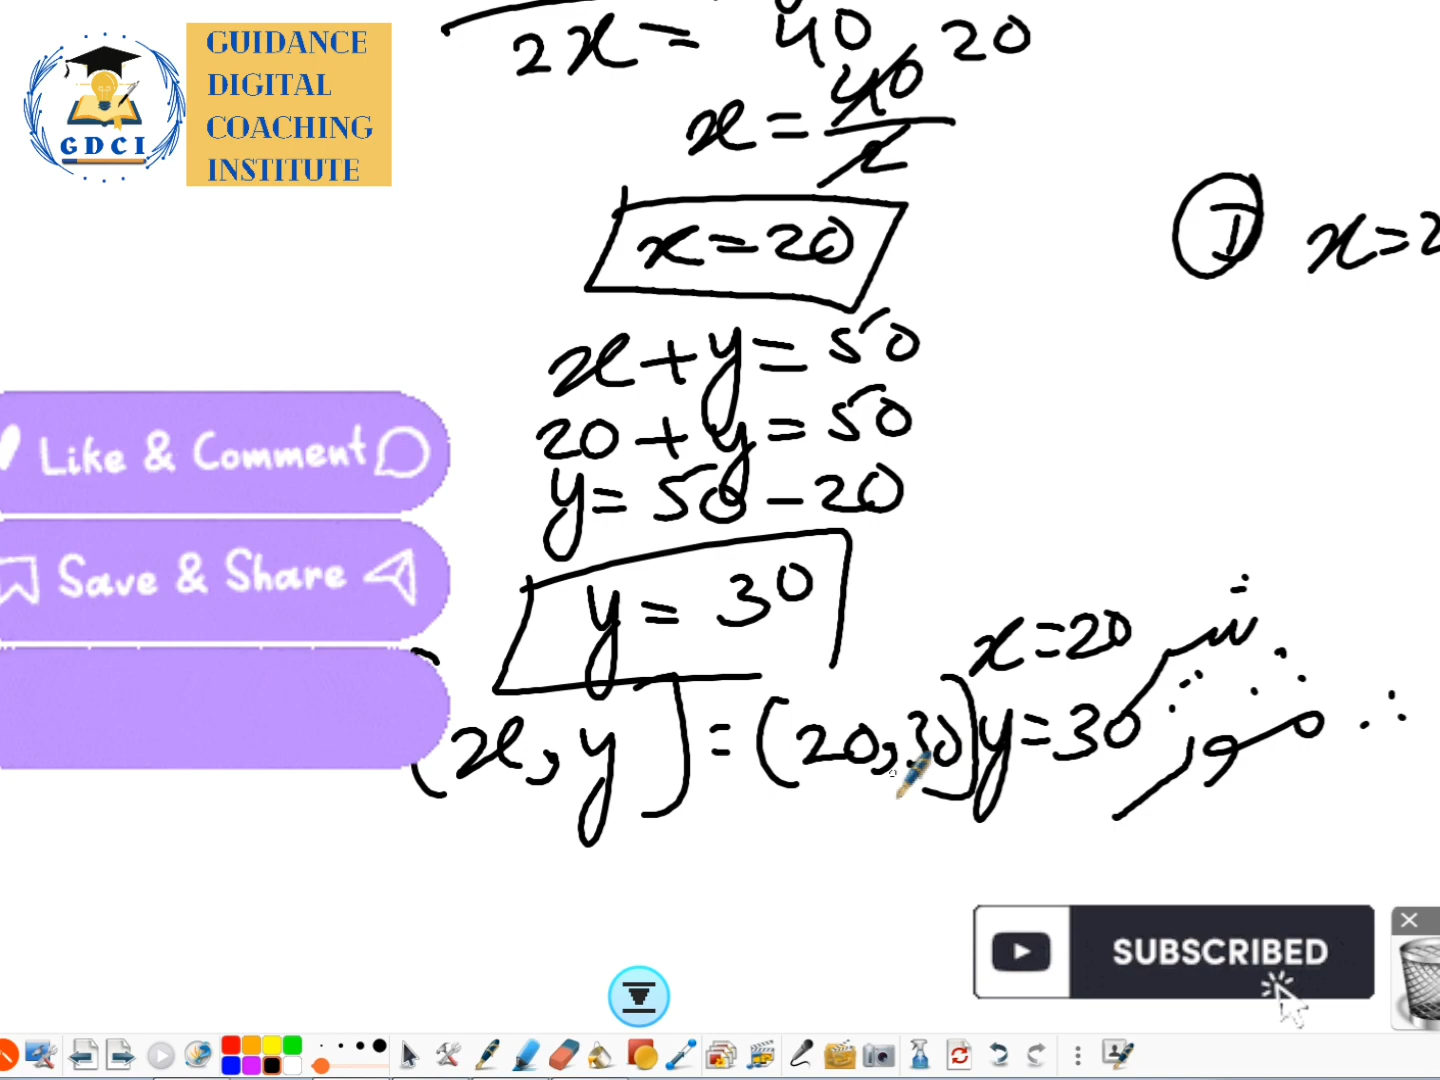 GUIDANCE
DIGITAL
COACHING
INSTITUTE
GDCI
2x = 40
20
x = 40/2
x = 20
I x = 2
x + y = 50
20 + y = 50
y = 50 - 20
y = 30
x = 20
y = 30
(x, y) = (20, 30)
Like & Comment
Save & Share
SUBSCRIBED